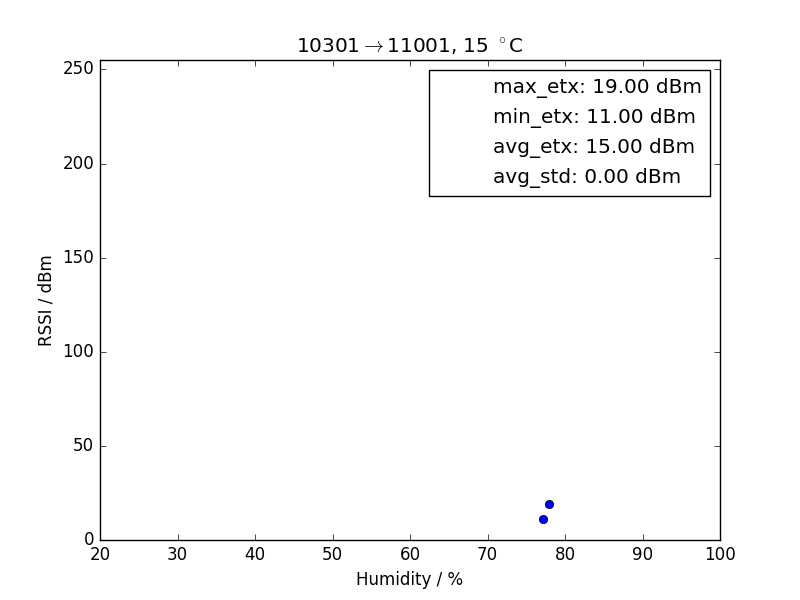 10301→11001, 15 °C
max_etx: 19.00 dBm
min_etx: 11.00 dBm
avg_etx: 15.00 dBm
avg_std: 0.00 dBm
RSSI / dBm
250
200
150
100
50
0
20 30 40 50 60 70 80 90 100
Humidity / %